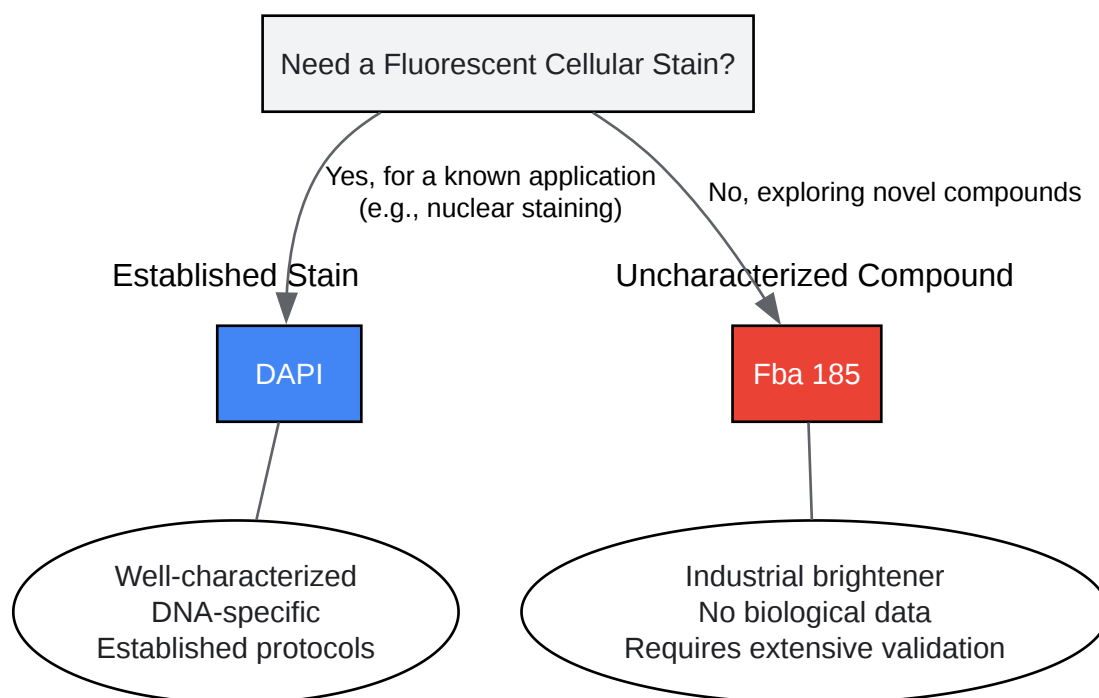 Need a Fluorescent Cellular Stain?
Yes, for a known application
(e.g., nuclear staining)
No, exploring novel compounds
Established Stain
Uncharacterized Compound
DAPI
Fba 185
Well-characterized
DNA-specific
Established protocols
Industrial brightener
No biological data
Requires extensive validation